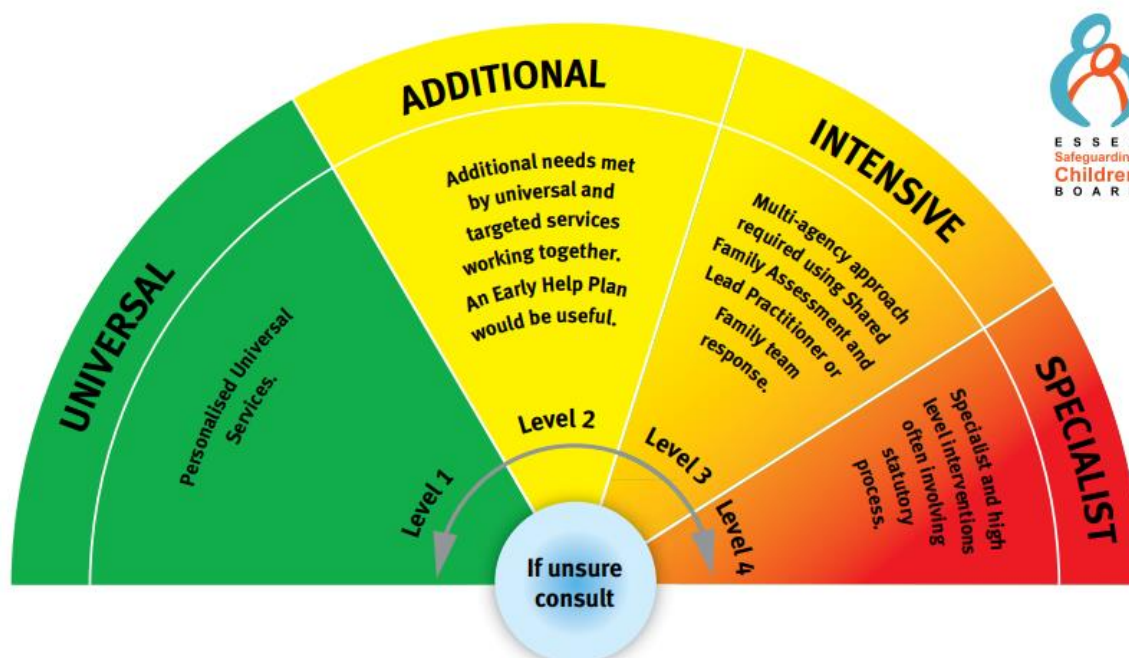 UNIVERSAL
Personalised Universal
Services.
Level 1
ADDITIONAL
Additional needs met
by universal and
targeted services
working together.
An Early Help Plan
would be useful.
Level 2
INTENSIVE
Multi-agency approach
required using Shared
Family Assessment and
Lead Practitioner or
Family team
response.
Level 3
SPECIALIST
Specialist and high
level interventions
often involving
statutory
process.
Level 4
If unsure
consult
E S S E
Safeguardin
Childre
B O A R